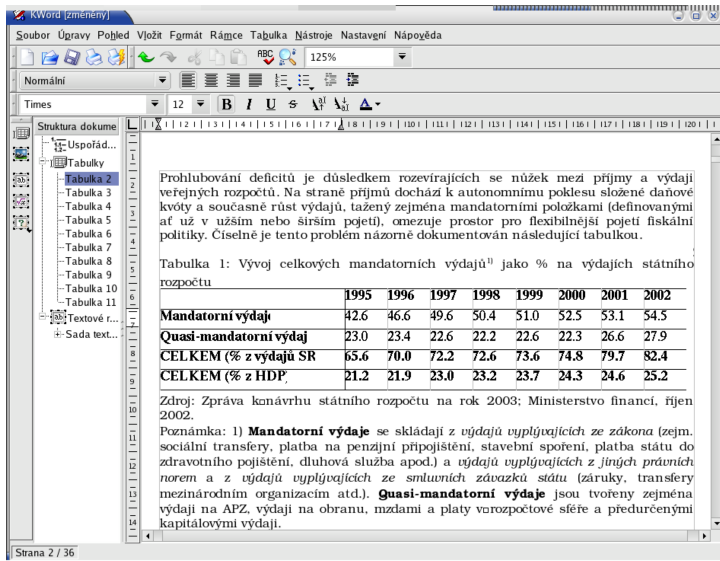 KWord [změněný]
Soubor Úpravy Pohled Vložit Formát Rámce Tabulka Nástroje Nastavení Nápověda
125%
Normální
Times 12 B I U S
Struktura dokume
Uspořád...
Tabulky
Tabulka 2
Tabulka 3
Tabulka 4
Tabulka 5
Tabulka 6
Tabulka 7
Tabulka 8
Tabulka 9
Tabulka 10
Tabulka 11
Textové r...
Sada text...
Prohlubování deficitů je důsledkem rozevírajících se nůžek mezi příjmy a výdaji
veřejných rozpočtů. Na straně příjmů dochází k autonomnímu poklesu složené daňové
kvóty a současně růst výdajů, tažený zejména mandatorními položkami (definovanými
ať už v užším nebo širším pojetí), omezuje prostor pro flexibilnější pojetí fiskální
politiky. Číselně je tento problém názorně dokumentován následující tabulkou.
Tabulka 1: Vývoj celkových mandatorních výdajů¹⁾ jako % na výdajích státního
rozpočtu
1995 1996 1997 1998 1999 2000 2001 2002
Mandatorní výdaje 42.6 46.6 49.6 50.4 51.0 52.5 53.1 54.5
Quasi-mandatorní výdaj 23.0 23.4 22.6 22.2 22.6 22.3 26.6 27.9
CELKEM (% z výdajů SR 65.6 70.0 72.2 72.6 73.6 74.8 79.7 82.4
CELKEM (% z HDP) 21.2 21.9 23.0 23.2 23.7 24.3 24.6 25.2
Zdroj: Zpráva k návrhu státního rozpočtu na rok 2003; Ministerstvo financí, říjen
2002.
Poznámka: 1) Mandatorní výdaje se skládají z výdajů vyplývajících ze zákona (zejm.
sociální transfery, platba na penzijní připojištění, stavební spoření, platba státu do
zdravotního pojištění, dluhová služba apod.) a výdajů vyplývajících z jiných právních
norem a z výdajů vyplývajících ze smluvních závazků státu (záruky, transfery
mezinárodním organizacím atd.). Quasi-mandatorní výdaje jsou tvořeny zejména
výdaji na APZ, výdaji na obranu, mzdami a platy v rozpočtové sféře a předurčenými
kapitálovými výdaji.
Strana 2 / 36